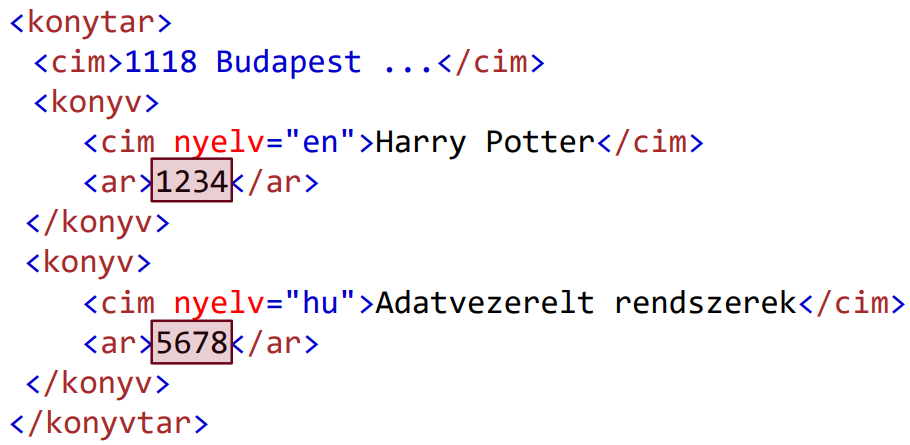 <konytar>
<cim>1118 Budapest ...</cim>
<konyv>
<cim nyelv="en">Harry Potter</cim>
<ar>1234</ar>
</konyv>
<konyv>
<cim nyelv="hu">Adatvezerelt rendszerek</cim>
<ar>5678</ar>
</konyv>
</konyvtar>